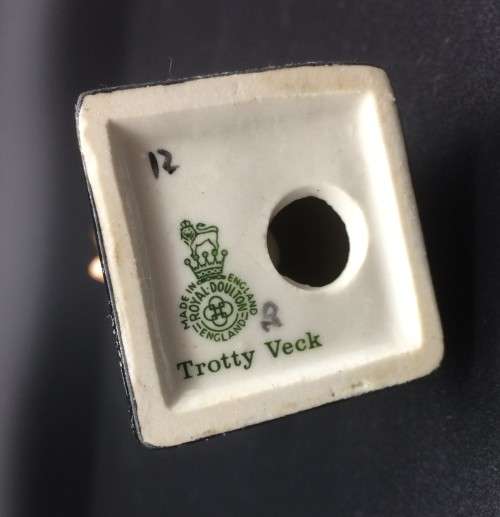 12
MADE IN ENGLAND
ROYAL·DOULTON
ENGLAND
Trotty Veck